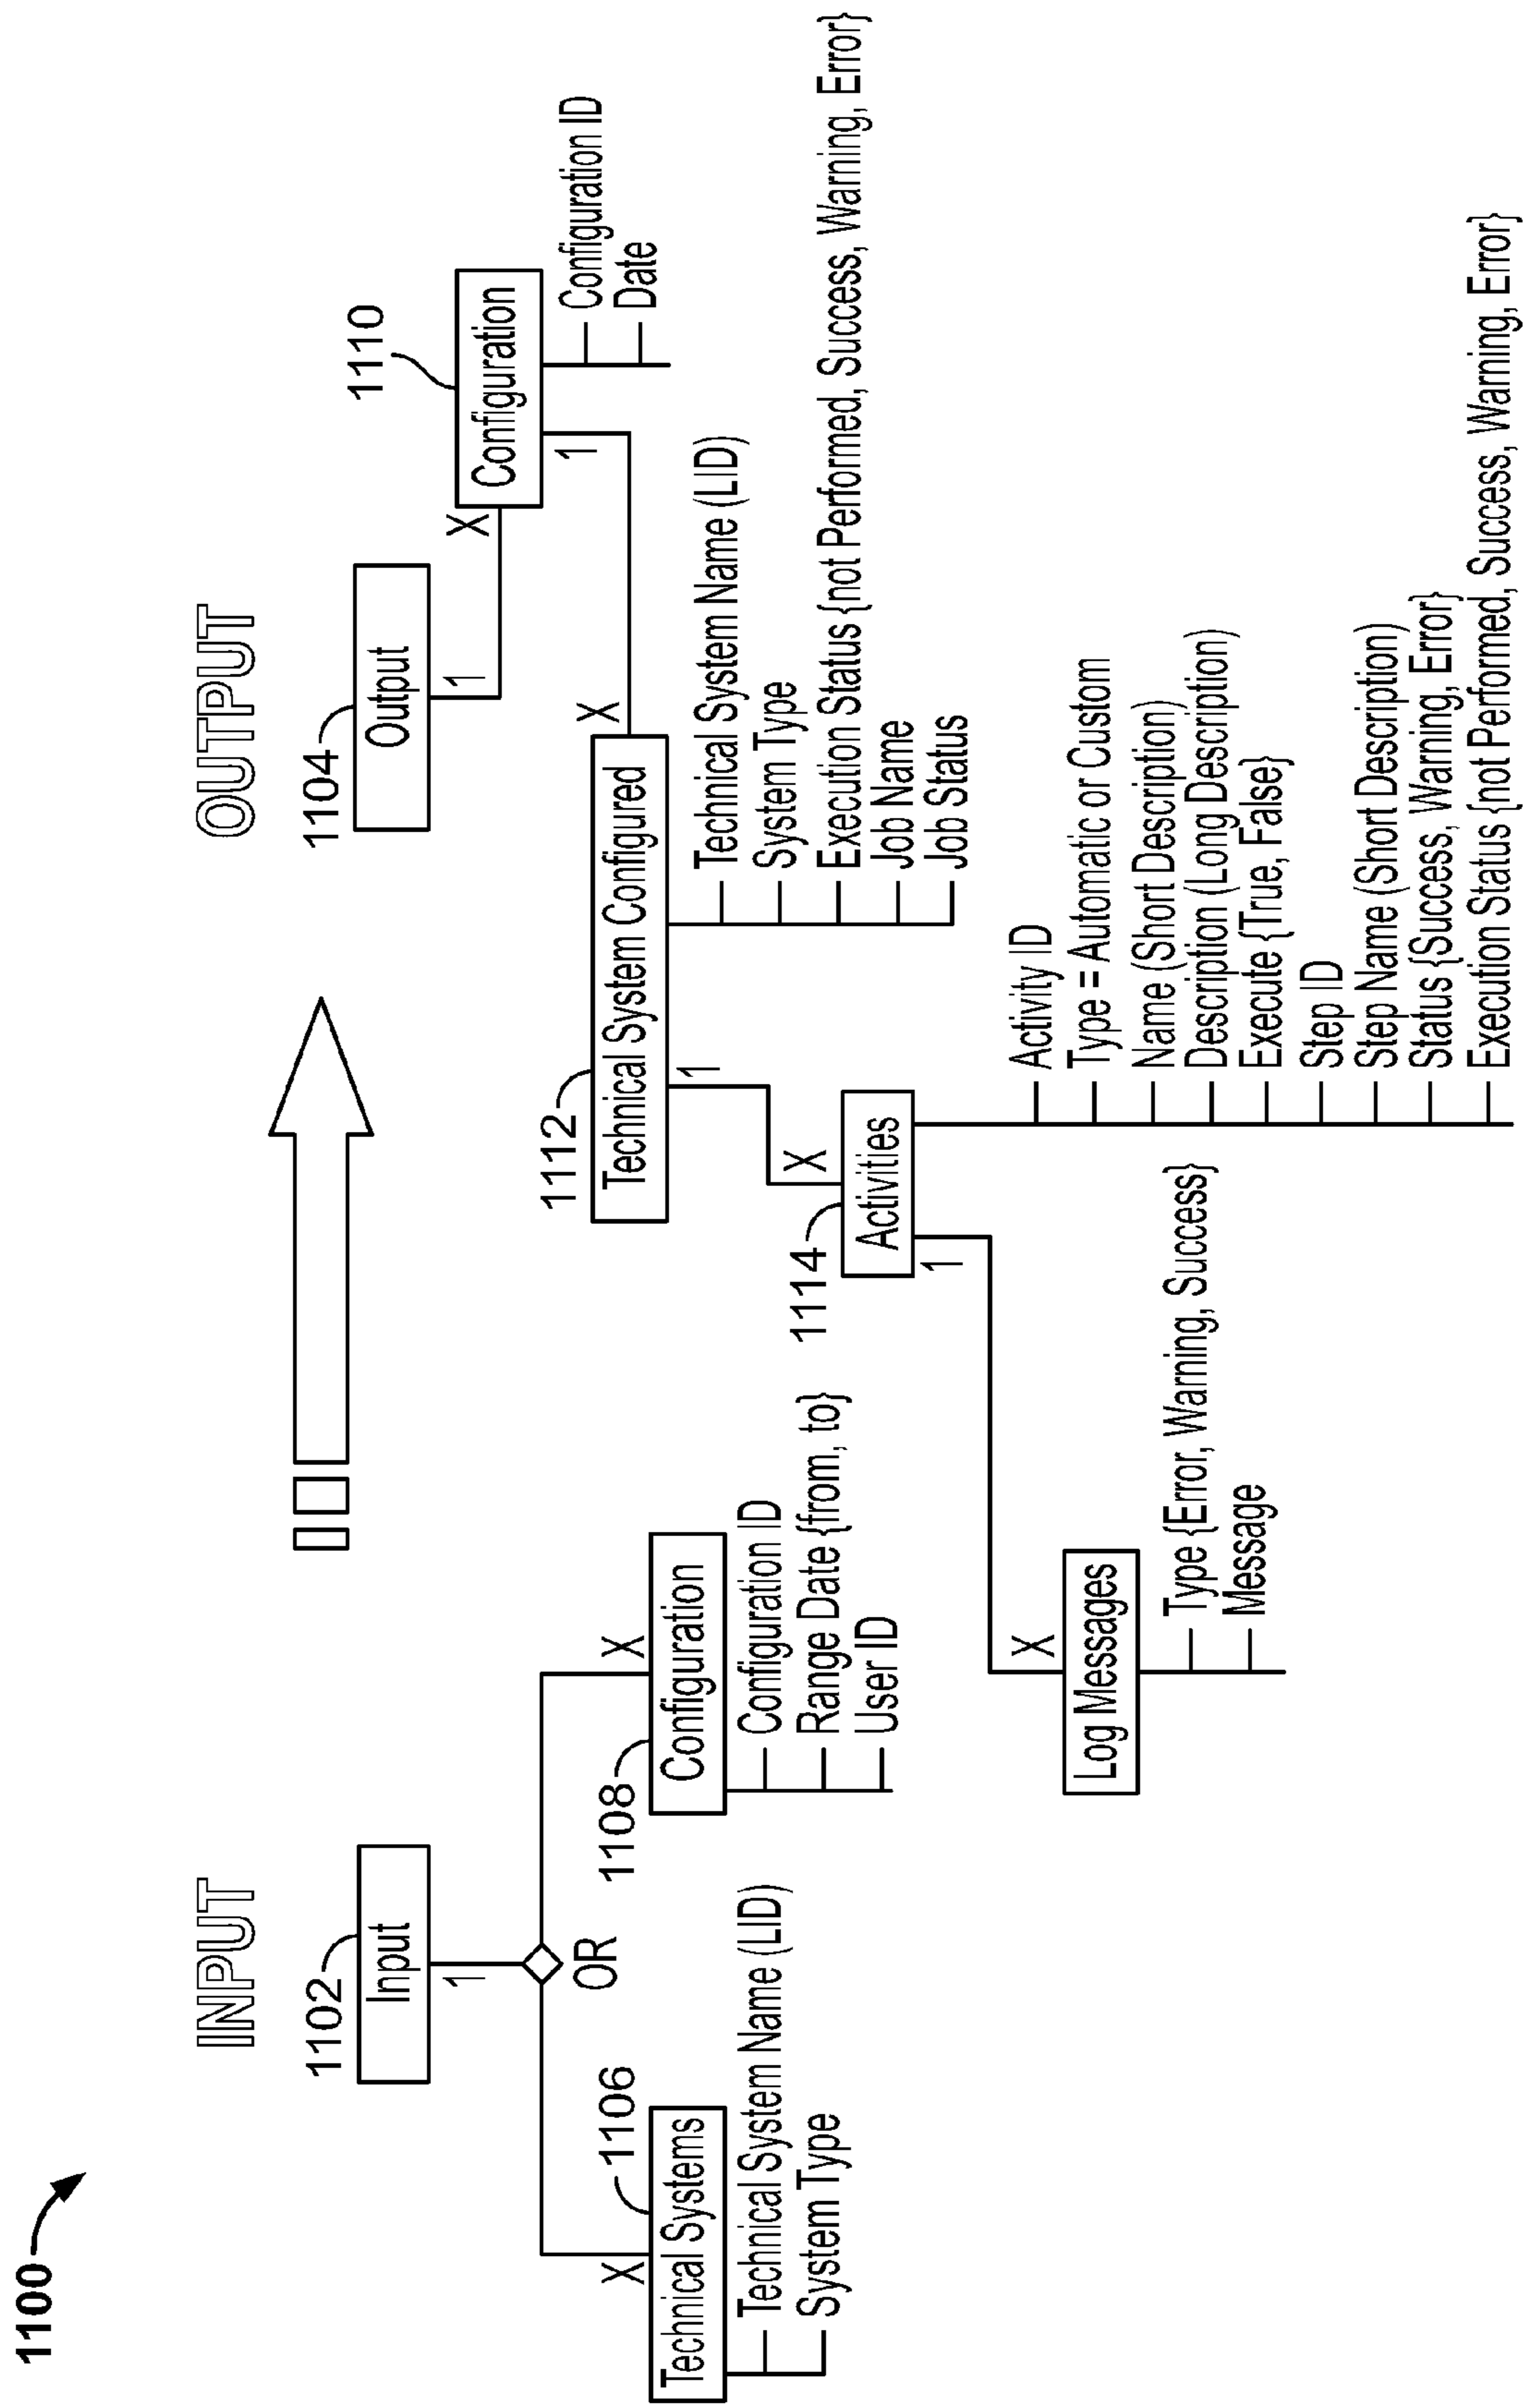 1100
INPUT
OUTPUT
1102
Input
1
OR
X
1106
Technical Systems
Technical System Name (LID)
System Type
X
1108
Configuration
Configuration ID
Range Date {from, to}
User ID
1104
Output
1
X
1110
Configuration
Configuration ID
Date
1
X
1112
Technical System Configured
Technical System Name (LID)
System Type
Execution Status {not Performed, Success, Warning, Error}
Job Name
Job Status
1
X
1114
Activities
Activity ID
Type = Automatic or Custom
Name (Short Description)
Description (Long Description)
Execute {True, False}
Step ID
Step Name (Short Description)
Status {Success, Warning, Error}
Execution Status {not Performed, Success, Warning, Error}
1
X
Log Messages
Type {Error, Warning, Success}
Message